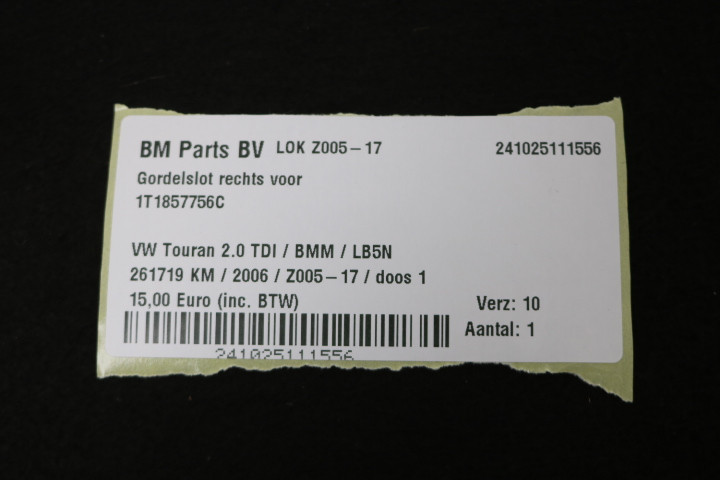 BM Parts BV LOK Z005-17 241025111556
Gordelslot rechts voor
1T1857756C
VW Touran 2.0 TDI / BMM / LB5N
261719 KM / 2006 / Z005-17 / doos 1
15,00 Euro (inc. BTW) Verz: 10
Aantal: 1
241025111556